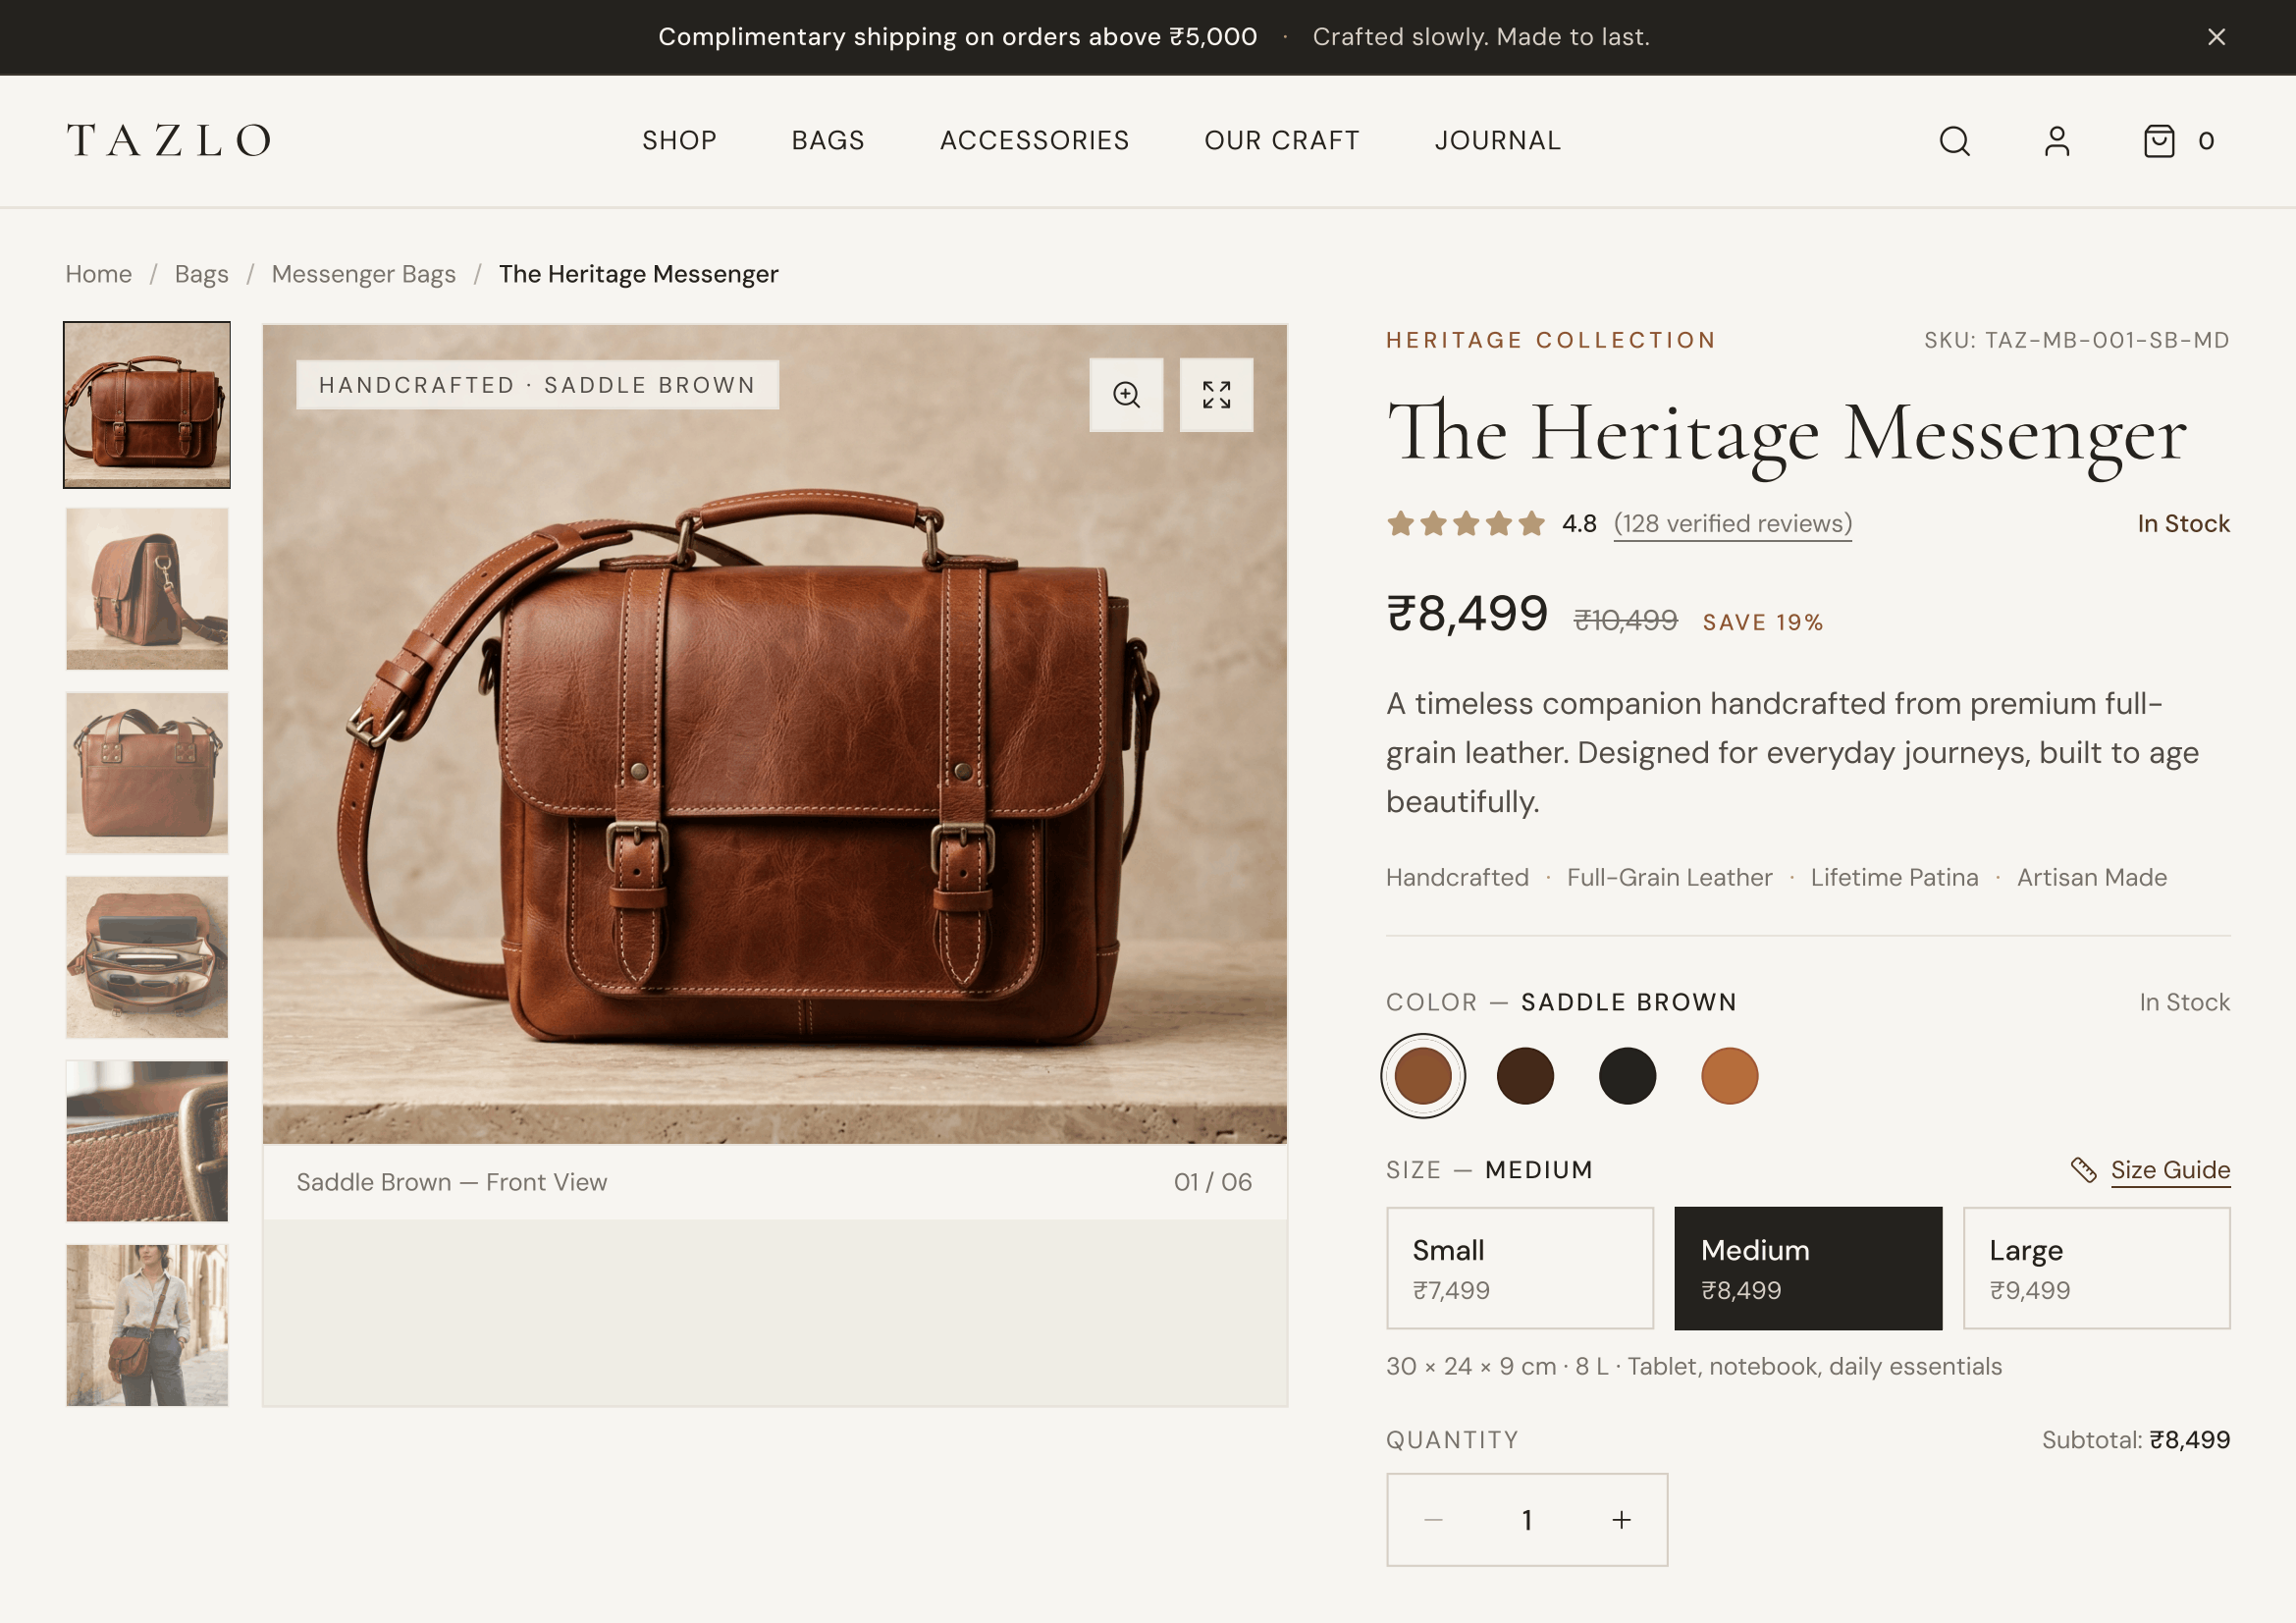 Complimentary shipping on orders above ₹5,000 · Crafted slowly. Made to last.
TAZLO
SHOP BAGS ACCESSORIES OUR CRAFT JOURNAL 0
Home / Bags / Messenger Bags / The Heritage Messenger
HANDCRAFTED · SADDLE BROWN
Saddle Brown — Front View 01 / 06
HERITAGE COLLECTION SKU: TAZ-MB-001-SB-MD
The Heritage Messenger
4.8 (128 verified reviews) In Stock
₹8,499 ₹10,499 SAVE 19%
A timeless companion handcrafted from premium full-
grain leather. Designed for everyday journeys, built to age
beautifully.
Handcrafted · Full-Grain Leather · Lifetime Patina · Artisan Made
COLOR — SADDLE BROWN In Stock
SIZE — MEDIUM Size Guide
Small Medium Large
₹7,499 ₹8,499 ₹9,499
30 × 24 × 9 cm · 8 L · Tablet, notebook, daily essentials
QUANTITY Subtotal: ₹8,499
− 1 +